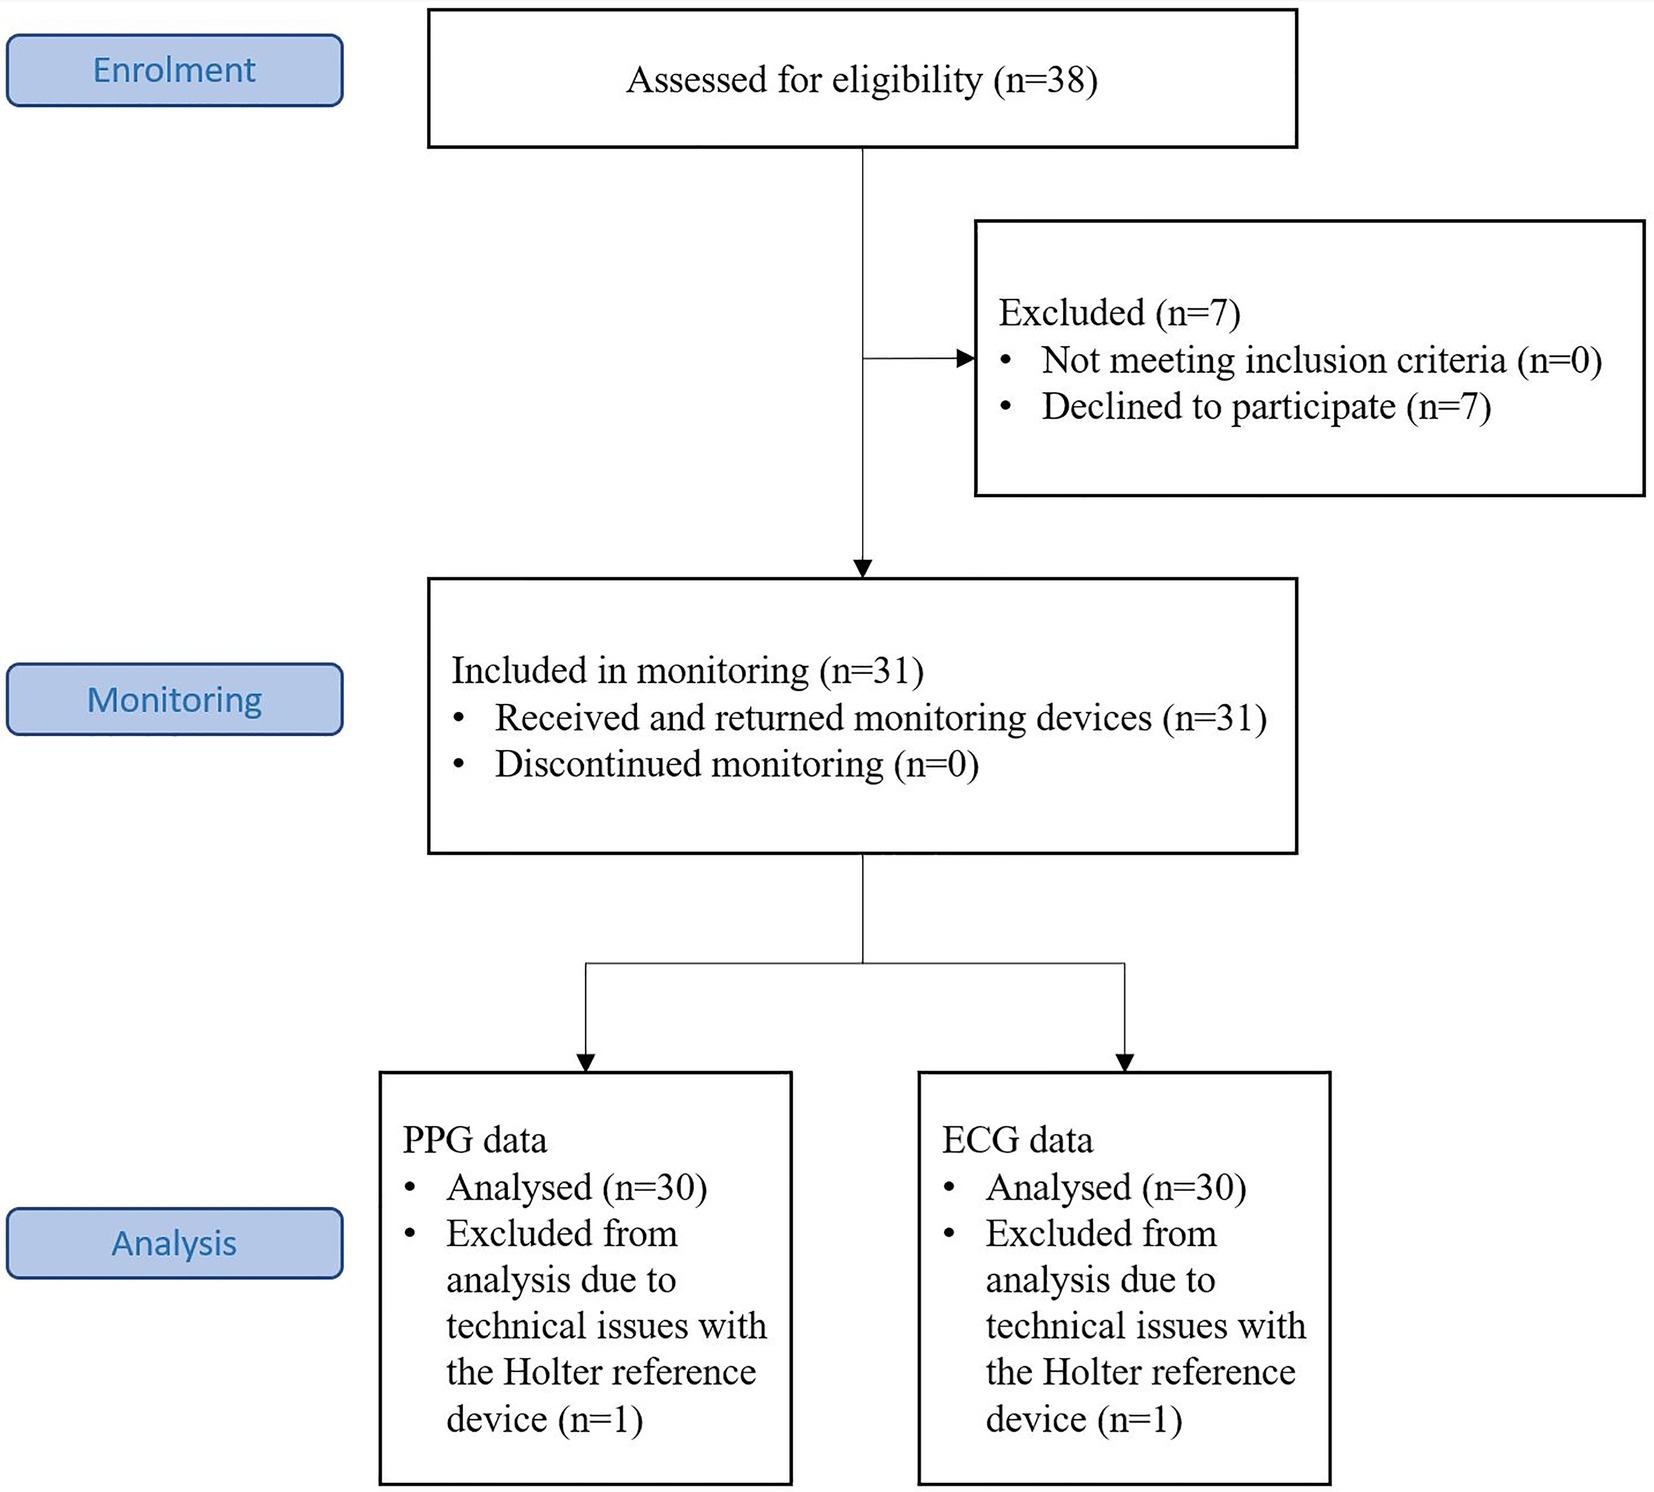 Enrolment
Assessed for eligibility (n=38)
Excluded (n=7)
• Not meeting inclusion criteria (n=0)
• Declined to participate (n=7)
Monitoring
Included in monitoring (n=31)
• Received and returned monitoring devices (n=31)
• Discontinued monitoring (n=0)
Analysis
PPG data
• Analysed (n=30)
• Excluded from
analysis due to
technical issues with
the Holter reference
device (n=1)
ECG data
• Analysed (n=30)
• Excluded from
analysis due to
technical issues with
the Holter reference
device (n=1)